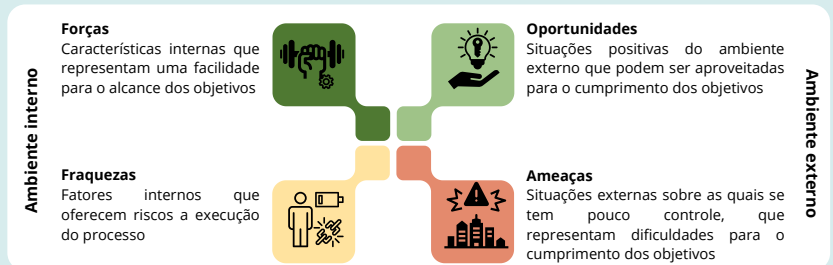 Ambiente interno
Forças
Características internas que
representam uma facilidade
para o alcance dos objetivos
Fraquezas
Fatores internos que
oferecem riscos a execução
do processo
Oportunidades
Situações positivas do ambiente
externo que podem ser aproveitadas
para o cumprimento dos objetivos
Ameaças
Situações externas sobre as quais se
tem pouco controle, que
representam dificuldades para o
cumprimento dos objetivos
Ambiente externo